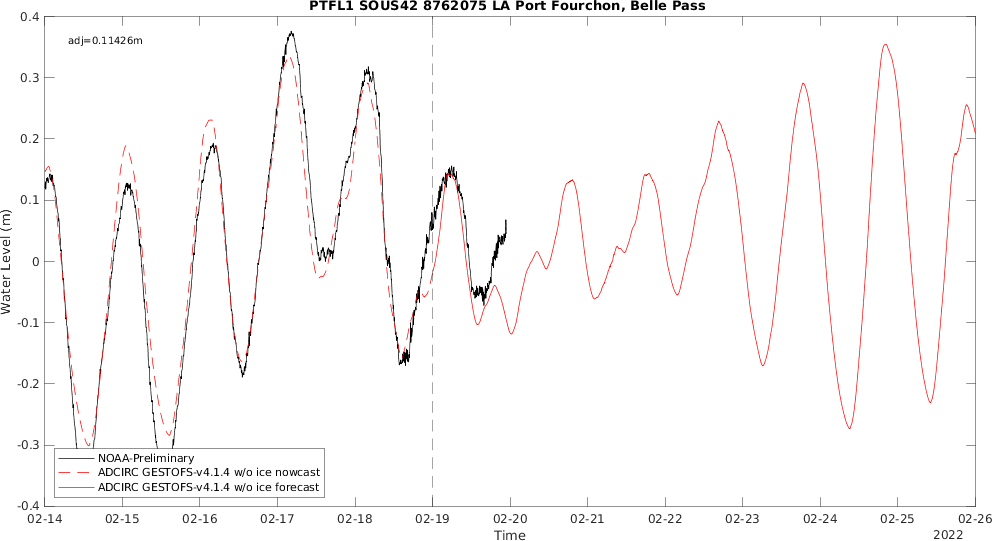 PTFL1 SOUS42 8762075 LA Port Fourchon, Belle Pass
adj=0.11426m
0.4
0.3
0.2
0.1
0
-0.1
-0.2
-0.3
-0.4
Water Level (m)
NOAA-Preliminary
ADCIRC GESTOFS-v4.1.4 w/o ice nowcast
ADCIRC GESTOFS-v4.1.4 w/o ice forecast
02-14 02-15 02-16 02-17 02-18 02-19 02-20 02-21 02-22 02-23 02-24 02-25 02-26
Time
2022